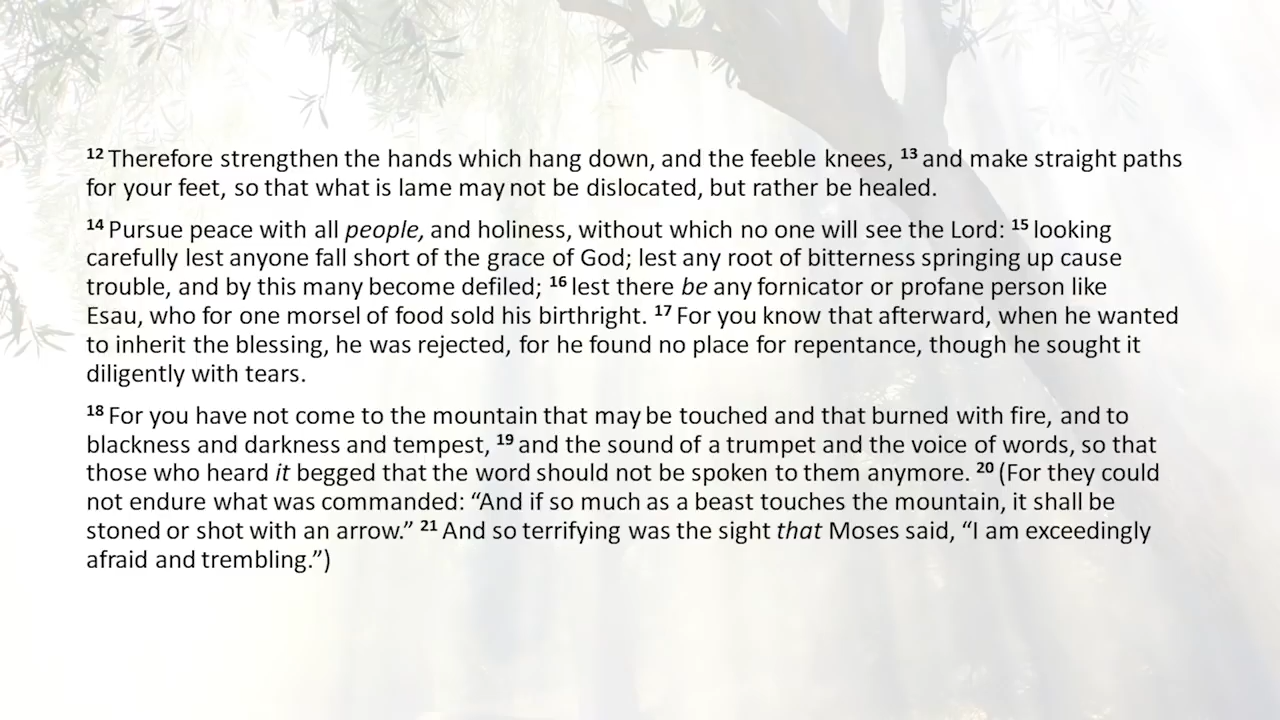 12 Therefore strengthen the hands which hang down, and the feeble knees, 13 and make straight paths
for your feet, so that what is lame may not be dislocated, but rather be healed.
14 Pursue peace with all people, and holiness, without which no one will see the Lord: 15 looking
carefully lest anyone fall short of the grace of God; lest any root of bitterness springing up cause
trouble, and by this many become defiled; 16 lest there be any fornicator or profane person like
Esau, who for one morsel of food sold his birthright. 17 For you know that afterward, when he wanted
to inherit the blessing, he was rejected, for he found no place for repentance, though he sought it
diligently with tears.
18 For you have not come to the mountain that may be touched and that burned with fire, and to
blackness and darkness and tempest, 19 and the sound of a trumpet and the voice of words, so that
those who heard it begged that the word should not be spoken to them anymore. 20 (For they could
not endure what was commanded: “And if so much as a beast touches the mountain, it shall be
stoned or shot with an arrow.” 21 And so terrifying was the sight that Moses said, “I am exceedingly
afraid and trembling.”)